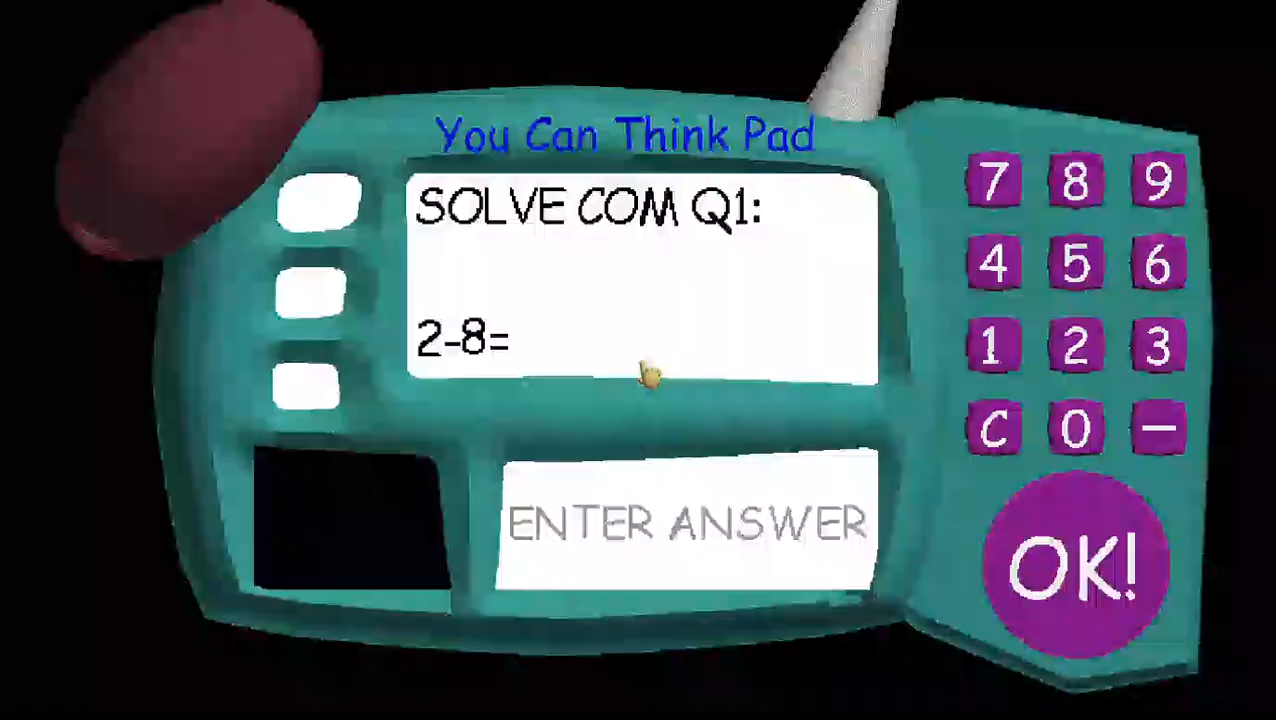 You Can Think Pad
SOLVE COM Q1:
2-8=
ENTER ANSWER
7 8 9
4 5 6
1 2 3
C 0 —
OK!